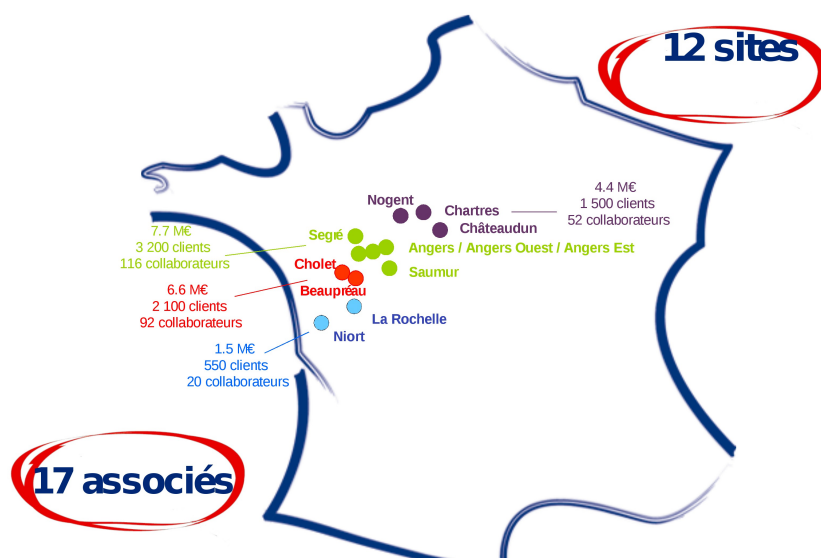 12 sites
4.4 M€
1 500 clients
52 collaborateurs
Nogent
Chartres
Châteaudun
7.7 M€
3 200 clients
116 collaborateurs
Segré
Angers / Angers Ouest / Angers Est
Saumur
Cholet
Beaupréau
6.6 M€
2 100 clients
92 collaborateurs
La Rochelle
Niort
1.5 M€
550 clients
20 collaborateurs
17 associés